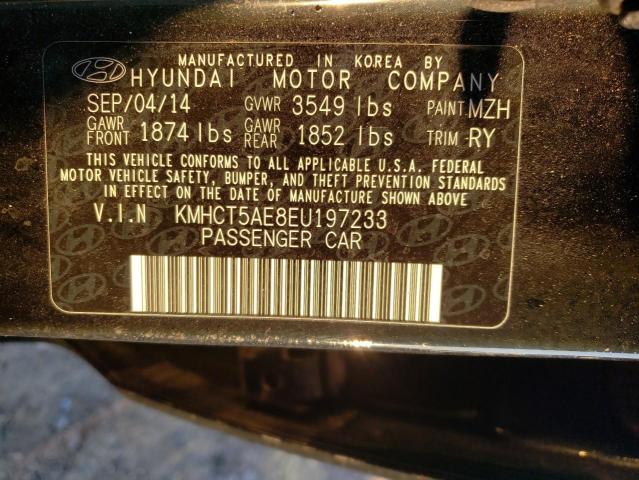 MANUFACTURED IN KOREA BY
HYUNDAI MOTOR COMPANY
SEP/04/14 GVWR 3549 lbs PAINT MZH
GAWR FRONT 1874 lbs GAWR REAR 1852 lbs TRIM RY
THIS VEHICLE CONFORMS TO ALL APPLICABLE U.S.A. FEDERAL
MOTOR VEHICLE SAFETY, BUMPER, AND THEFT PREVENTION STANDARDS
IN EFFECT ON THE DATE OF MANUFACTURE SHOWN ABOVE
V.I.N KMHCT5AE8EU197233
PASSENGER CAR